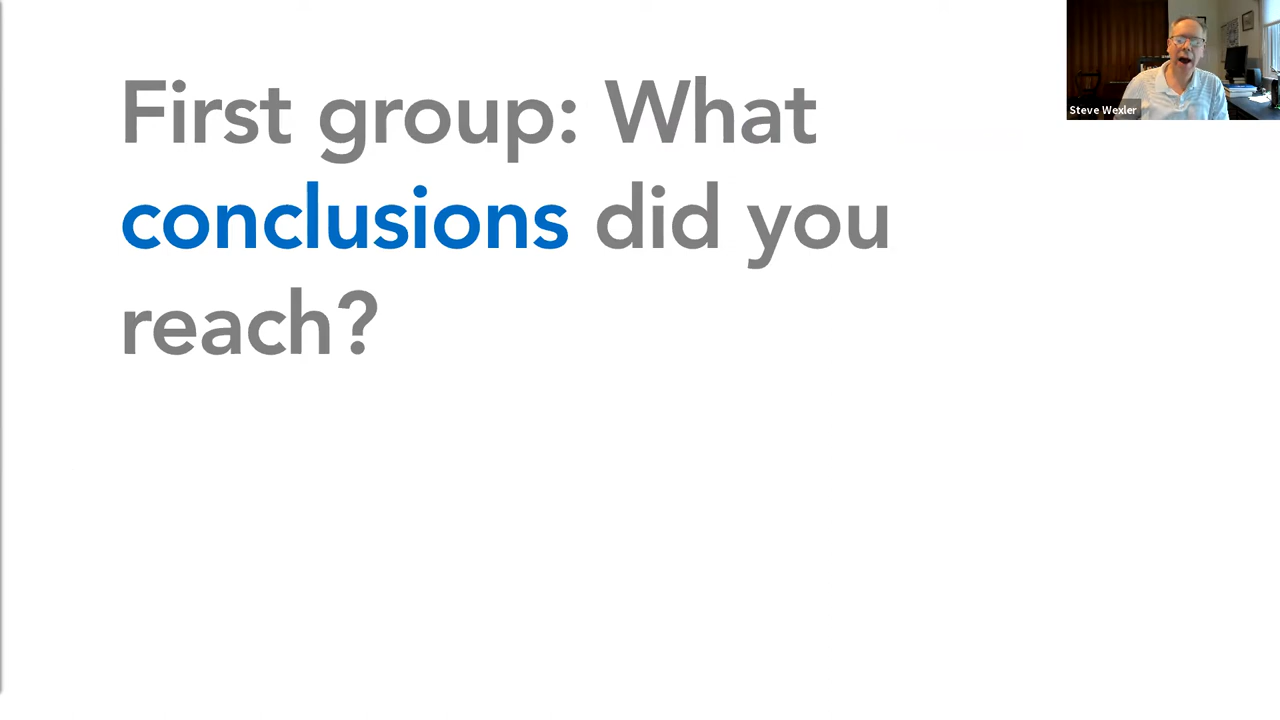 First group: What
conclusions did you
reach?
Steve Wexler